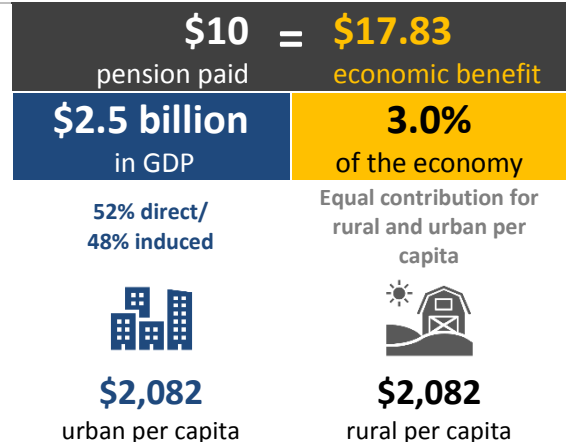 $10 = $17.83
pension paid economic benefit
$2.5 billion
in GDP
3.0%
of the economy
52% direct/
48% induced
Equal contribution for
rural and urban per
capita
$2,082
urban per capita
$2,082
rural per capita